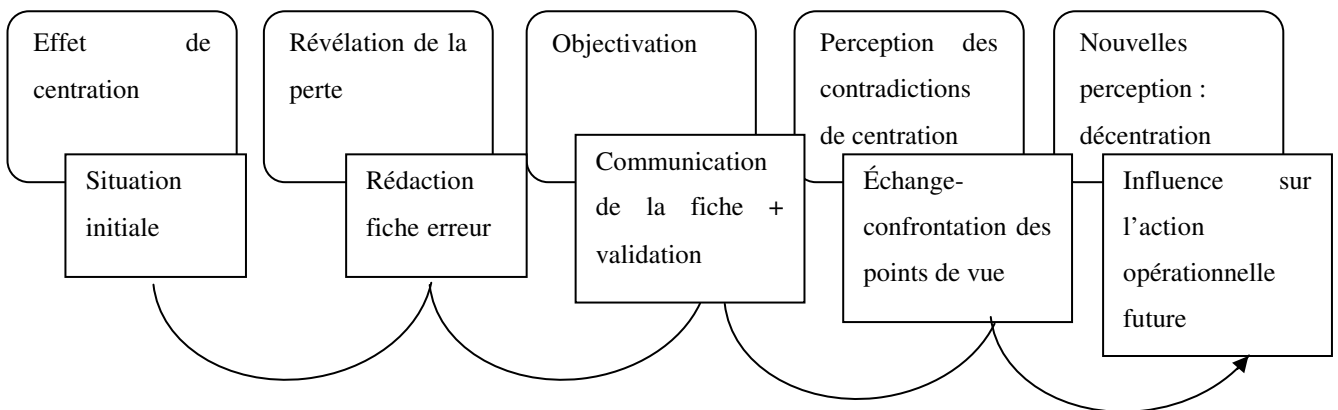 Effet de
centration
Situation
initiale
Révélation de la
perte
Rédaction
fiche erreur
Objectivation
Communication
de la fiche +
validation
Perception des
contradictions
de centration
Échange-
confrontation des
points de vue
Nouvelles
perception :
décentration
Influence sur
l’action
opérationnelle
future